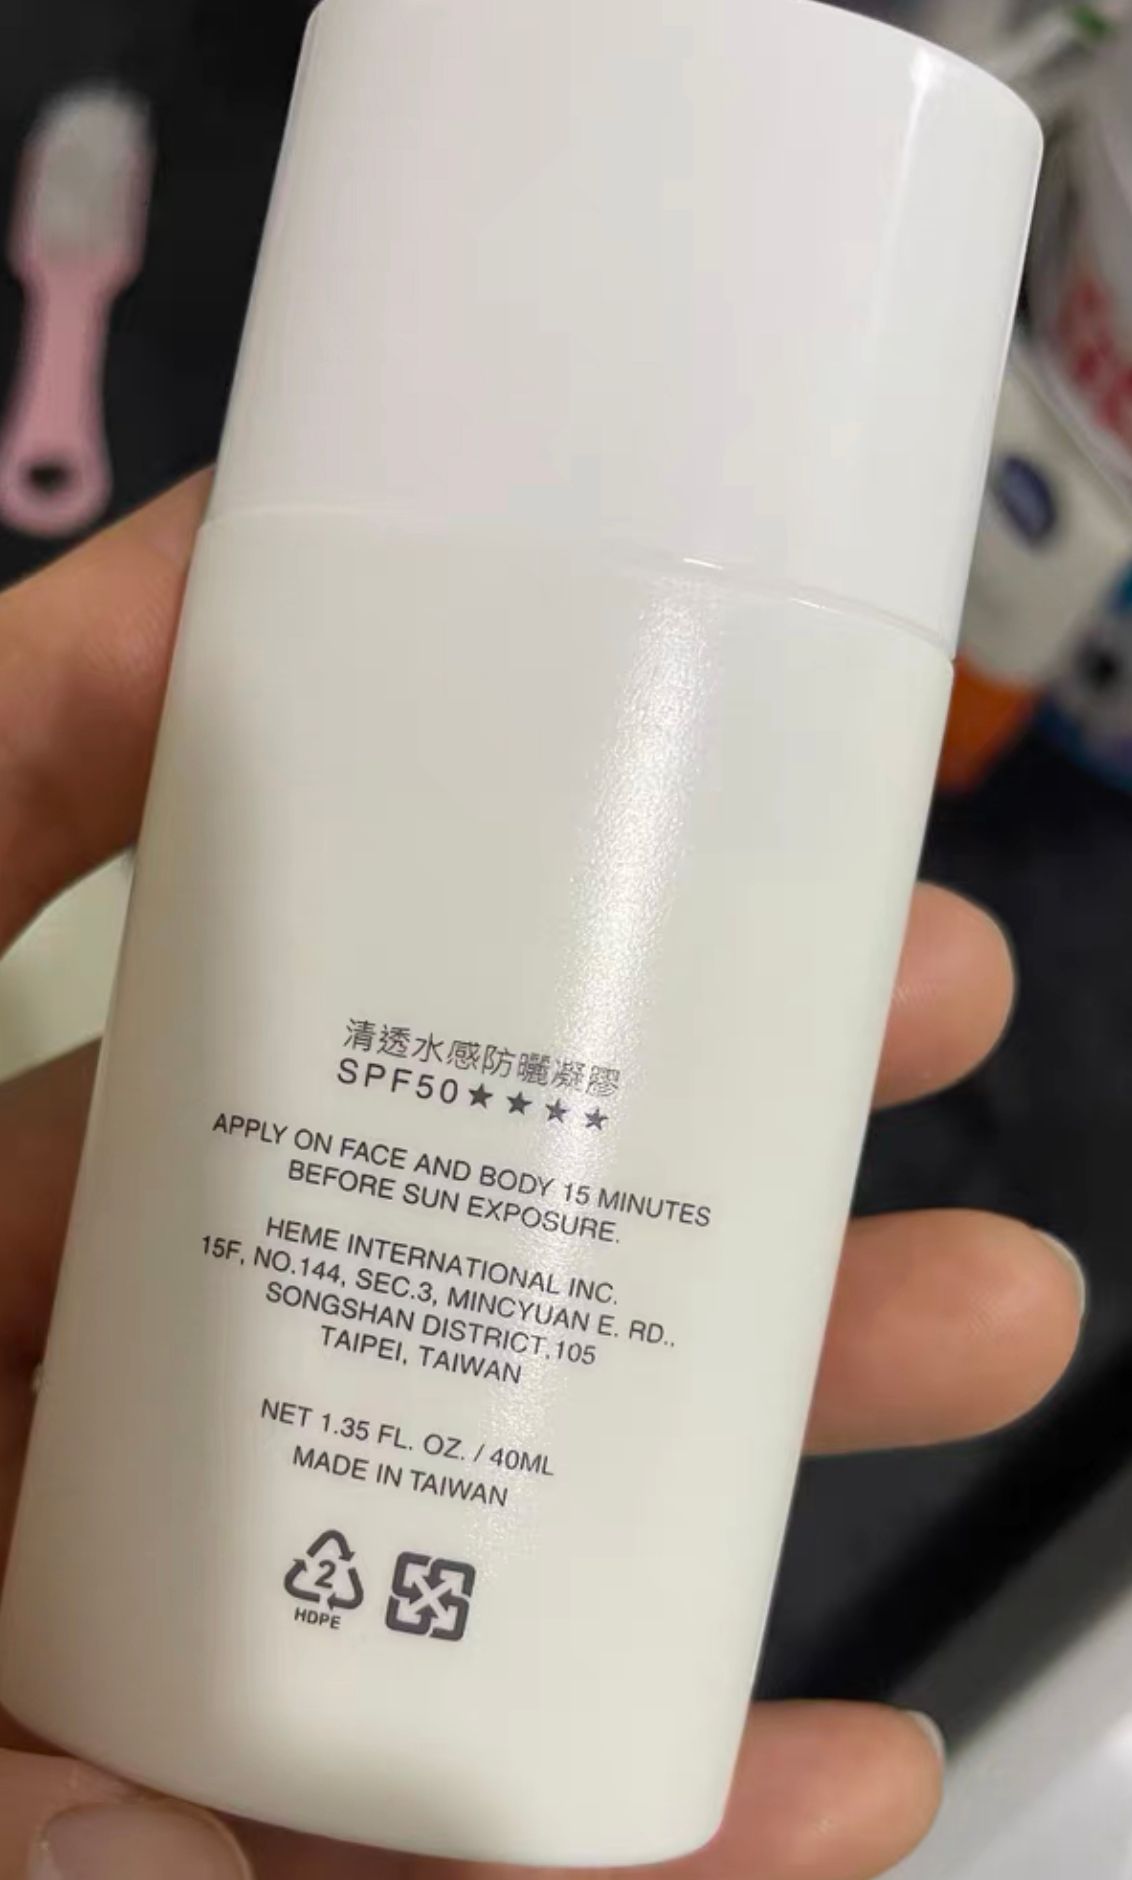 清透水感防曬凝膠
SPF50★★★★
APPLY ON FACE AND BODY 15 MINUTES
BEFORE SUN EXPOSURE.
HEME INTERNATIONAL INC.
15F, NO.144, SEC.3, MINCYUAN E. RD.,
SONGSHAN DISTRICT,105
TAIPEI, TAIWAN
NET 1.35 FL. OZ. / 40ML
MADE IN TAIWAN
2
HDPE